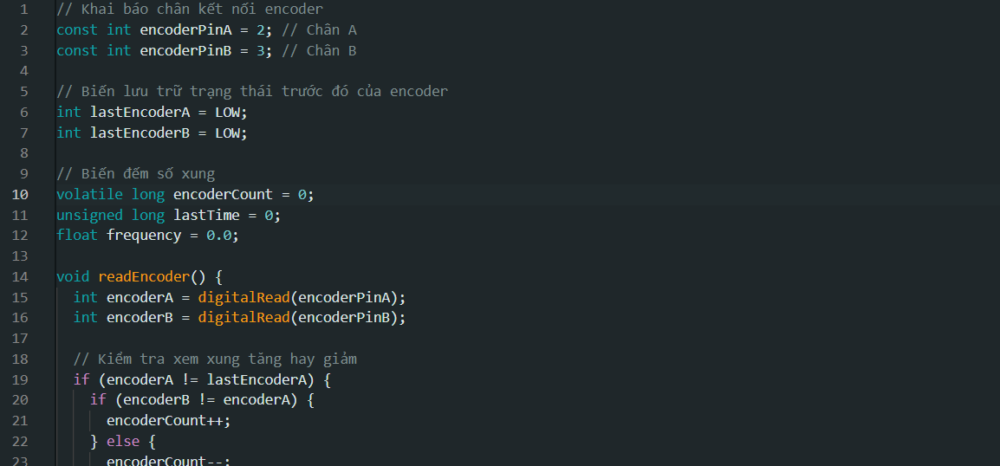 1 // Khai báo chân kết nối encoder
2 const int encoderPinA = 2; // Chân A
3 const int encoderPinB = 3; // Chân B
4
5 // Biến lưu trữ trạng thái trước đó của encoder
6 int lastEncoderA = LOW;
7 int lastEncoderB = LOW;
8
9 // Biến đếm số xung
10 volatile long encoderCount = 0;
11 unsigned long lastTime = 0;
12 float frequency = 0.0;
13
14 void readEncoder() {
15 int encoderA = digitalRead(encoderPinA);
16 int encoderB = digitalRead(encoderPinB);
17
18 // Kiểm tra xem xung tăng hay giảm
19 if (encoderA != lastEncoderA) {
20 if (encoderB != encoderA) {
21 encoderCount++;
22 } else {
23 encoderCount--;